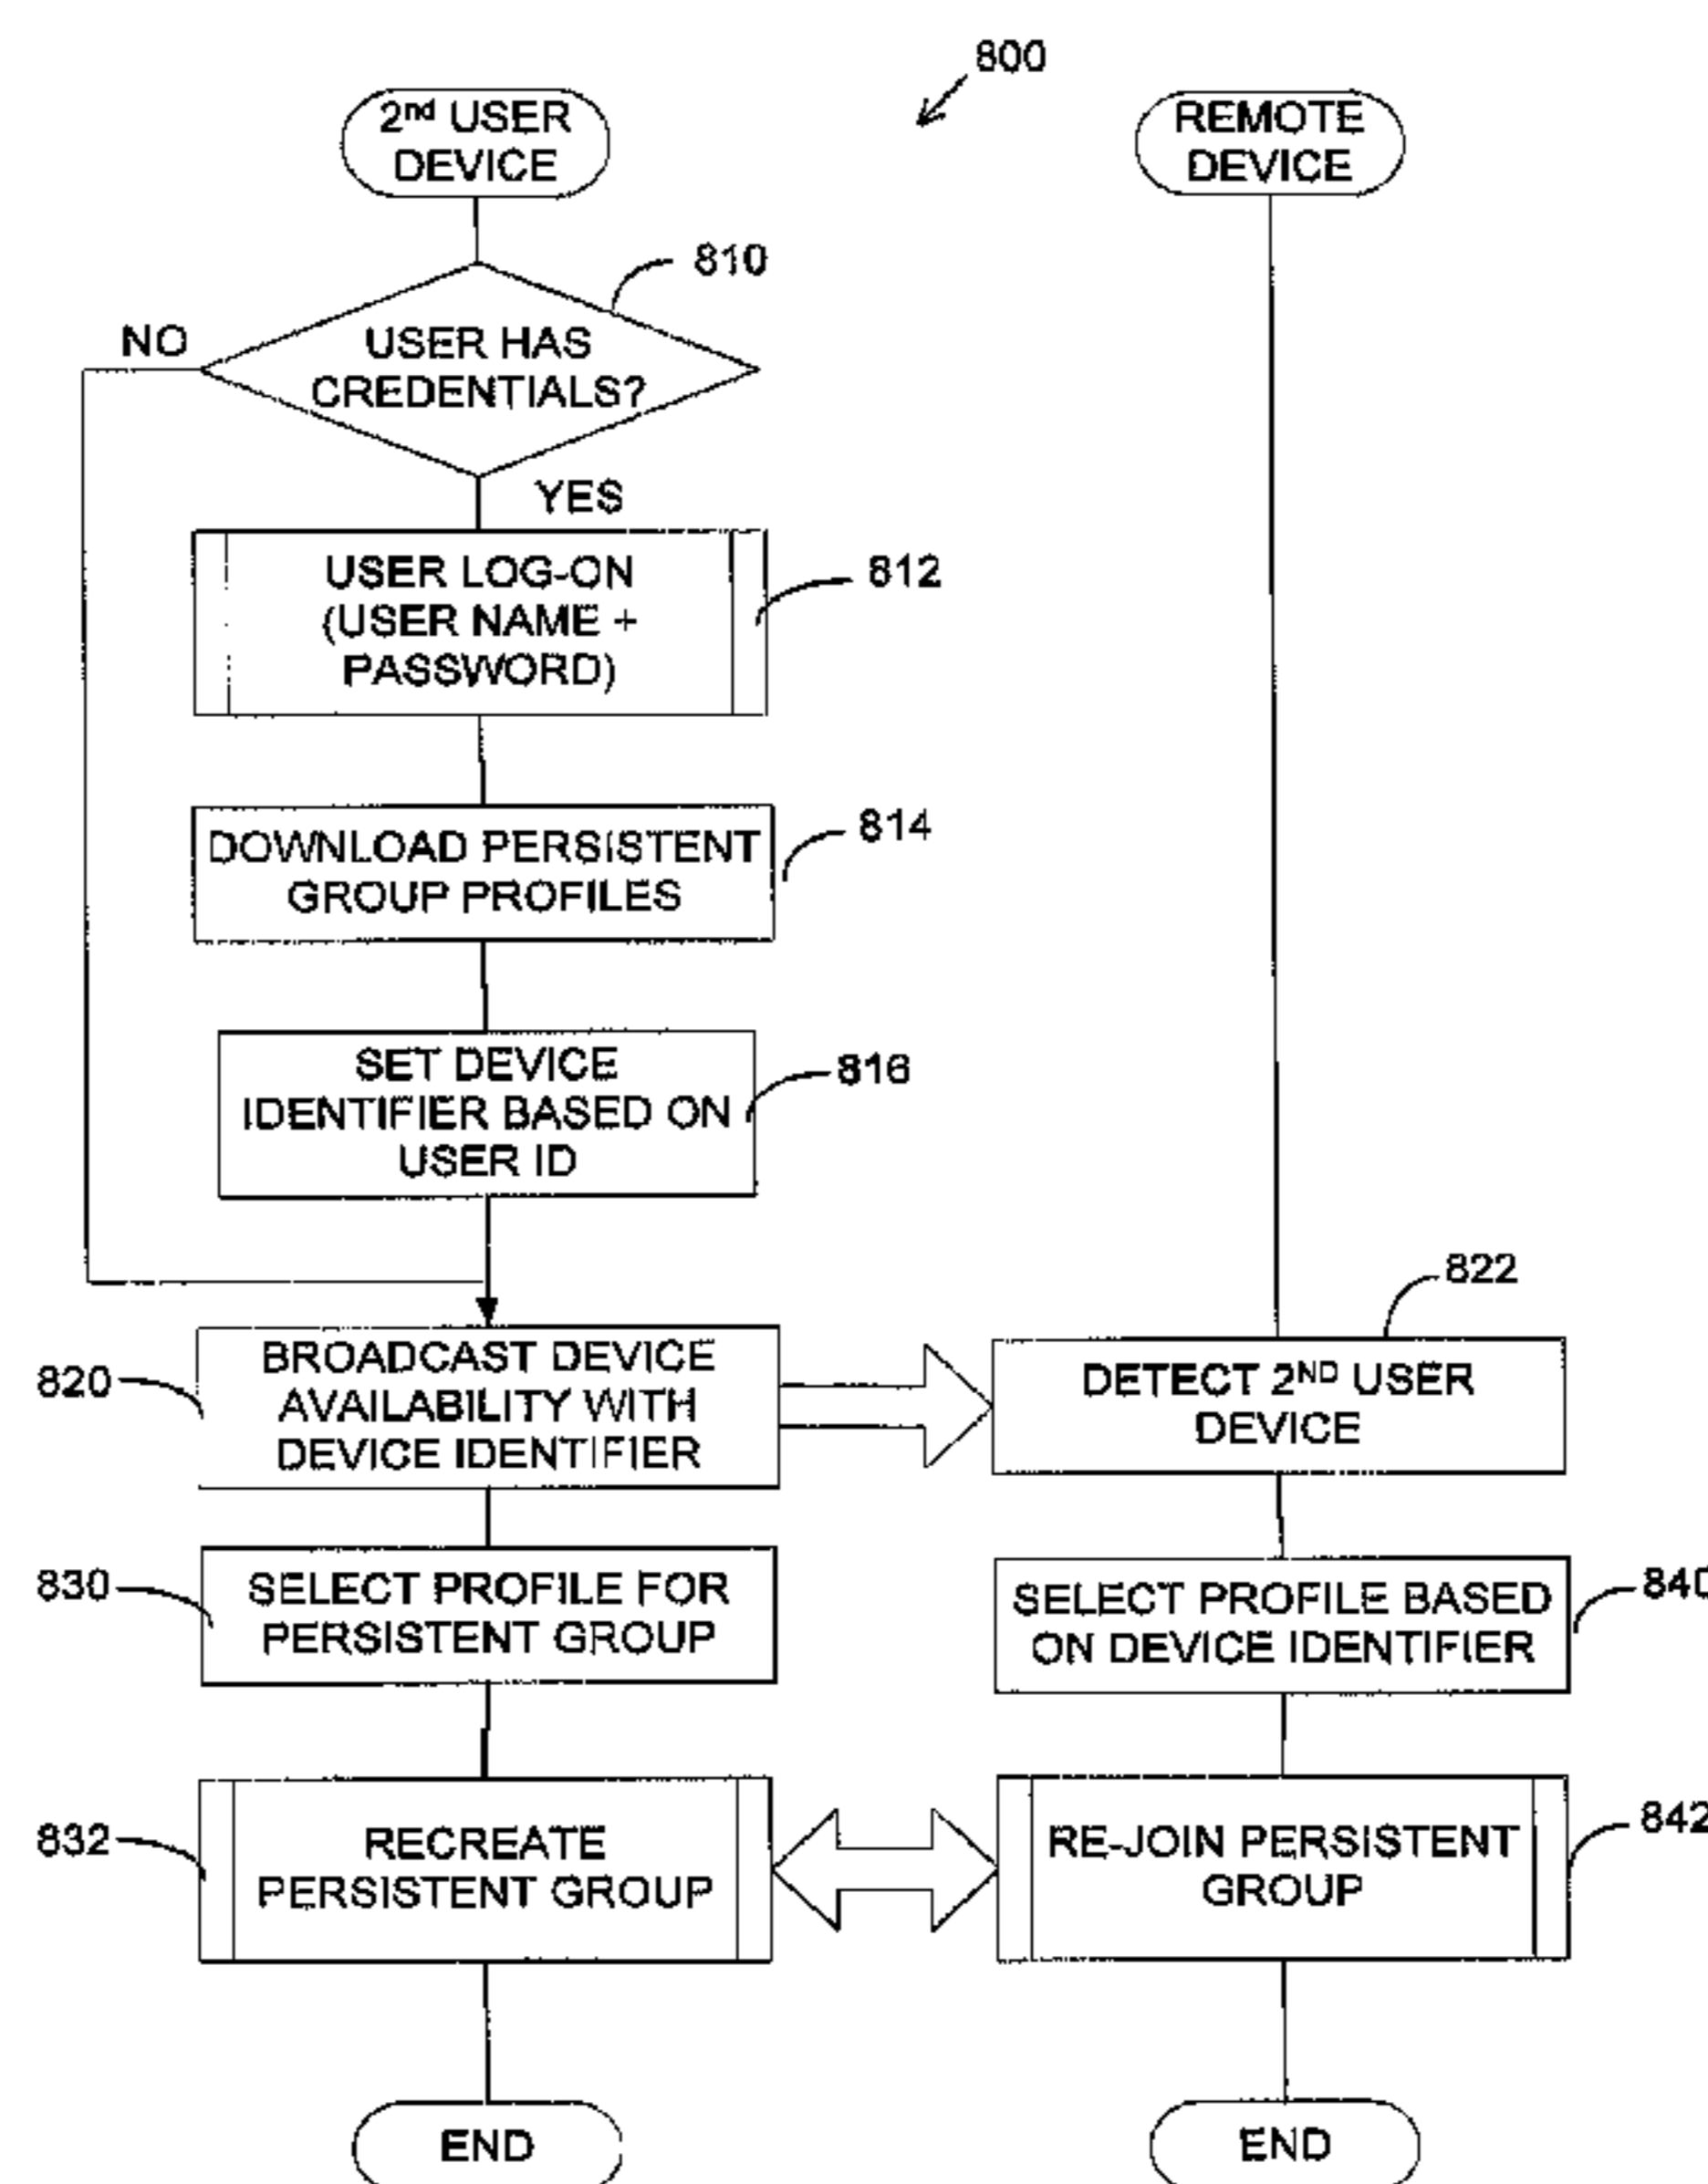 800
2nd USER
DEVICE
REMOTE
DEVICE
810
NO
USER HAS
CREDENTIALS?
YES
USER LOG-ON
(USER NAME +
PASSWORD)
812
DOWNLOAD PERSISTENT
GROUP PROFILES
814
SET DEVICE
IDENTIFIER BASED ON
USER ID
816
822
820
BROADCAST DEVICE
AVAILABILITY WITH
DEVICE IDENTIFIER
DETECT 2ND USER
DEVICE
830
SELECT PROFILE FOR
PERSISTENT GROUP
SELECT PROFILE BASED
ON DEVICE IDENTIFIER
840
832
RECREATE
PERSISTENT GROUP
RE-JOIN PERSISTENT
GROUP
842
END
END